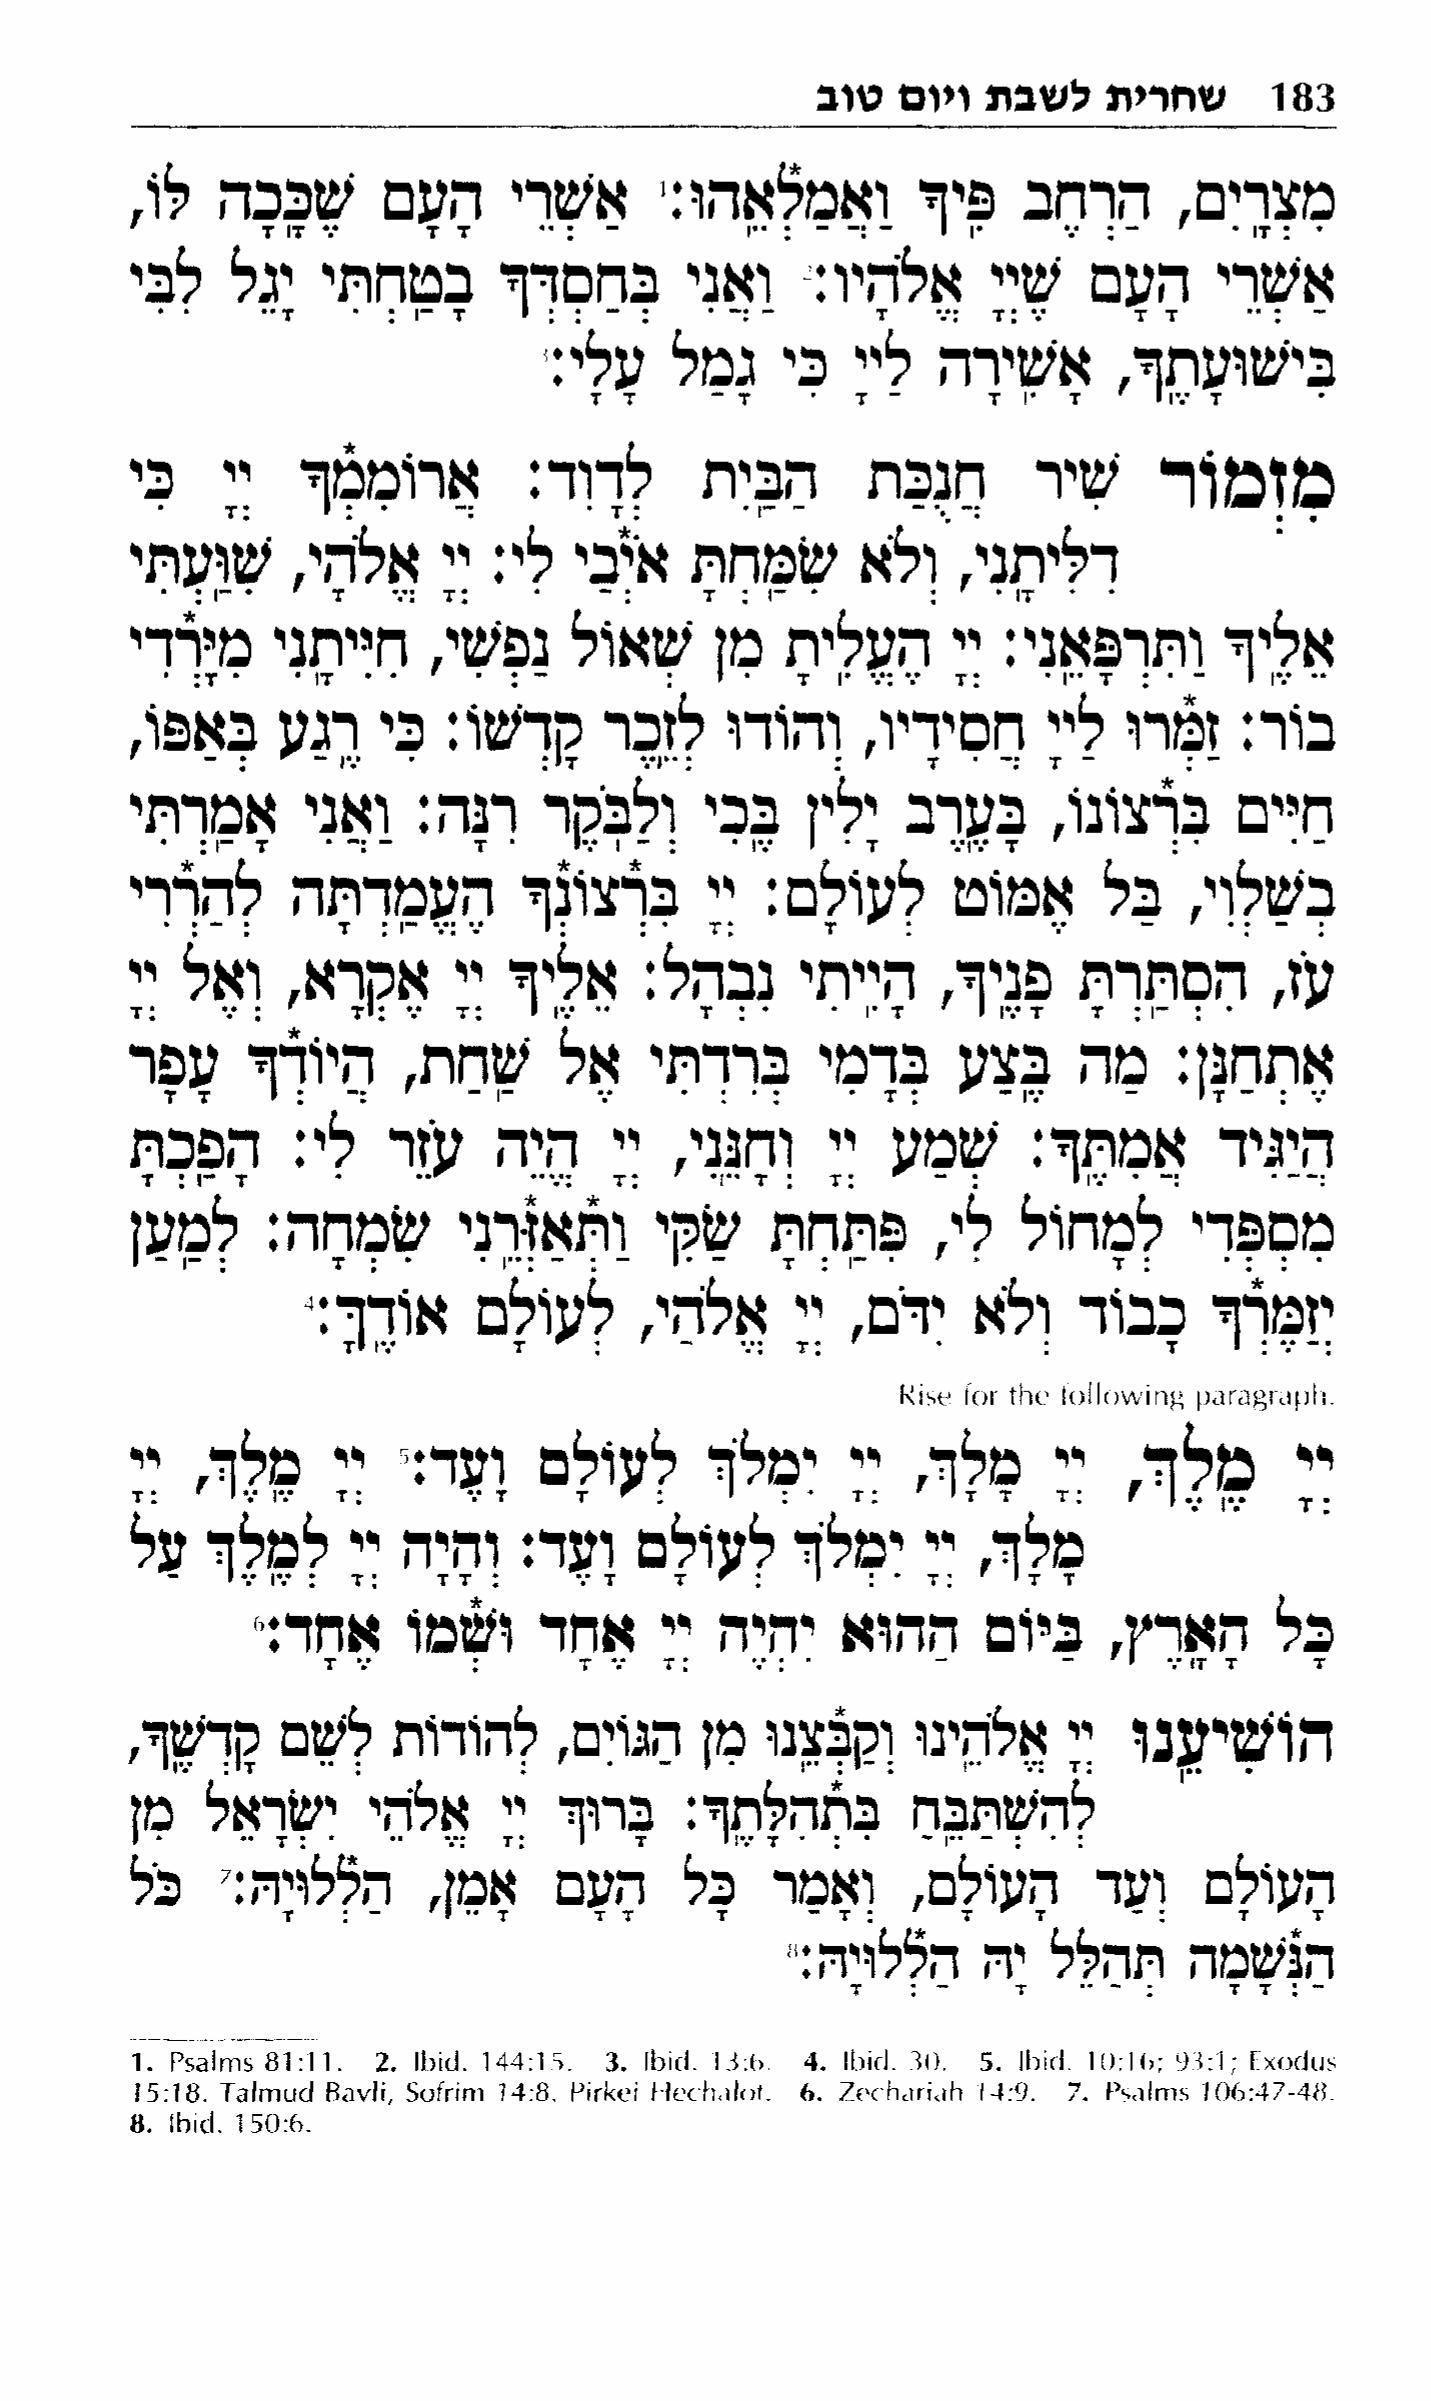 183 שחרית לשבת ויום טוב
מִצְרָיִם, הַרְחֶב פִּיךָ וַאֲמַלְאֵהוּ:¹ אַשְׁרֵי הָעָם שֶׁכָּכָה לּוֹ,
אַשְׁרֵי הָעָם שֶׁיְיָ אֱלֹהָיו:² וַאֲנִי בְּחַסְדְּךָ בָטַחְתִּי יָגֵל לִבִּי
בִּישׁוּעָתֶךָ, אָשִׁירָה לַייָ כִּי גָמַל עָלָי:³
מִזְמוֹר שִׁיר חֲנֻכַּת הַבַּיִת לְדָוִד: אֲרוֹמִמְךָ יְיָ כִּי
דִלִּיתָנִי, וְלֹא שִׂמַּחְתָּ אֹיְבַי לִי: יְיָ אֱלֹהָי, שִׁוַּעְתִּי
אֵלֶיךָ וַתִּרְפָּאֵנִי: יְיָ הֶעֱלִיתָ מִן שְׁאוֹל נַפְשִׁי, חִיִּיתַנִי מִיָּרְדִי
בוֹר: זַמְּרוּ לַייָ חֲסִידָיו, וְהוֹדוּ לְזֵכֶר קָדְשׁוֹ: כִּי רֶגַע בְּאַפּוֹ,
חַיִּים בִּרְצוֹנוֹ, בָּעֶרֶב יָלִין בֶּכִי וְלַבֹּקֶר רִנָּה: וַאֲנִי אָמַרְתִּי
בְשַׁלְוִי, בַּל אֶמּוֹט לְעוֹלָם: יְיָ בִּרְצוֹנְךָ הֶעֱמַדְתָּה לְהַרְרִי
עֹז, הִסְתַּרְתָּ פָנֶיךָ, הָיִיתִי נִבְהָל: אֵלֶיךָ יְיָ אֶקְרָא, וְאֶל יְיָ
אֶתְחַנָּן: מַה בֶּצַע בְּדָמִי בְּרִדְתִּי אֶל שָׁחַת, הֲיוֹדְךָ עָפָר
הֲיַגִּיד אֲמִתֶּךָ: שְׁמַע יְיָ וְחָנֵּנִי, יְיָ הֱיֵה עֹזֵר לִי: הָפַכְתָּ
מִסְפְּדִי לְמָחוֹל לִי, פִּתַּחְתָּ שַׂקִּי וַתְּאַזְּרֵנִי שִׂמְחָה: לְמַעַן
יְזַמֶּרְךָ כָבוֹד וְלֹא יִדֹּם, יְיָ אֱלֹהַי, לְעוֹלָם אוֹדֶךָּ:⁴
Rise for the following paragraph.
יְיָ מֶלֶךְ, יְיָ מָלָךְ, יְיָ יִמְלֹךְ לְעוֹלָם וָעֶד:⁵ יְיָ מֶלֶךְ, יְיָ
מָלָךְ, יְיָ יִמְלֹךְ לְעוֹלָם וָעֶד: וְהָיָה יְיָ לְמֶלֶךְ עַל
כָּל הָאָרֶץ, בַּיּוֹם הַהוּא יִהְיֶה יְיָ אֶחָד וּשְׁמוֹ אֶחָד:⁶
הוֹשִׁיעֵנוּ יְיָ אֱלֹהֵינוּ וְקַבְּצֵנוּ מִן הַגּוֹיִם, לְהוֹדוֹת לְשֵׁם קָדְשֶׁךָ,
לְהִשְׁתַּבֵּחַ בִּתְהִלָּתֶךָ: בָּרוּךְ יְיָ אֱלֹהֵי יִשְׂרָאֵל מִן
הָעוֹלָם וְעַד הָעוֹלָם, וְאָמַר כָּל הָעָם אָמֵן, הַלְלוּיָהּ:⁷ כֹּל
הַנְּשָׁמָה תְּהַלֵּל יָהּ הַלְלוּיָהּ:⁸
1. Psalms 81:11. 2. Ibid. 144:15. 3. Ibid. 13:6. 4. Ibid. 30. 5. Ibid. 10:16; 93:1; Exodus
15:18. Talmud Bavli, Sofrim 14:8. Pirkei Hechalot. 6. Zechariah 14:9. 7. Psalms 106:47-48.
8. Ibid. 150:6.